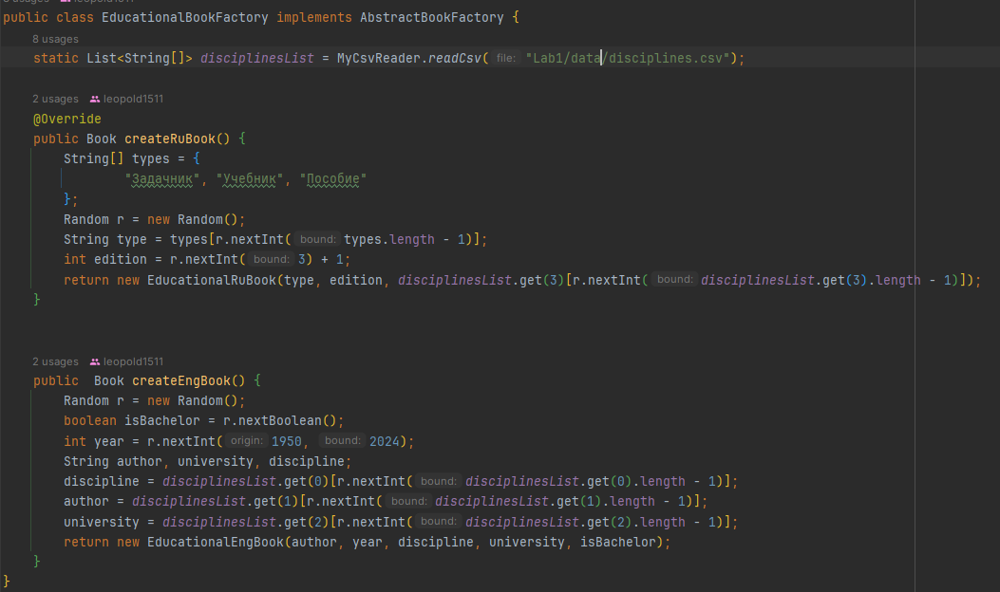 public class EducationalBookFactory implements AbstractBookFactory {
8 usages
static List<String[]> disciplinesList = MyCsvReader.readCsv( file: "Lab1/data/disciplines.csv");
2 usages leopold1511
@Override
public Book createRuBook() {
String[] types = {
"Задачник", "Учебник", "Пособие"
};
Random r = new Random();
String type = types[r.nextInt( bound: types.length - 1)];
int edition = r.nextInt( bound: 3) + 1;
return new EducationalRuBook(type, edition, disciplinesList.get(3)[r.nextInt( bound: disciplinesList.get(3).length - 1)]);
}
2 usages leopold1511
public  Book createEngBook() {
Random r = new Random();
boolean isBachelor = r.nextBoolean();
int year = r.nextInt( origin: 1950, bound: 2024);
String author, university, discipline;
discipline = disciplinesList.get(0)[r.nextInt( bound: disciplinesList.get(0).length - 1)];
author = disciplinesList.get(1)[r.nextInt( bound: disciplinesList.get(1).length - 1)];
university = disciplinesList.get(2)[r.nextInt( bound: disciplinesList.get(2).length - 1)];
return new EducationalEngBook(author, year, discipline, university, isBachelor);
}
}